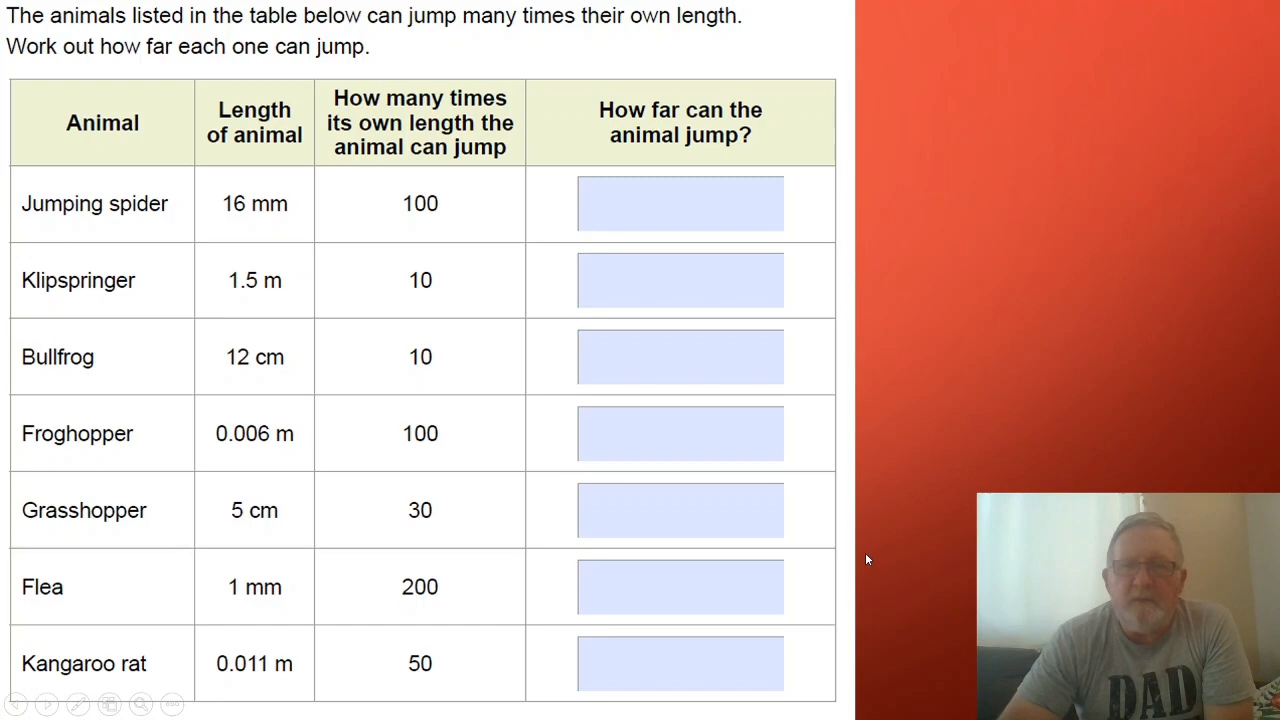 The animals listed in the table below can jump many times their own length.
Work out how far each one can jump.
Animal
Length
of animal
How many times
its own length the
animal can jump
How far can the
animal jump?
Jumping spider 16 mm 100
Klipspringer 1.5 m 10
Bullfrog 12 cm 10
Froghopper 0.006 m 100
Grasshopper 5 cm 30
Flea 1 mm 200
Kangaroo rat 0.011 m 50
DAD